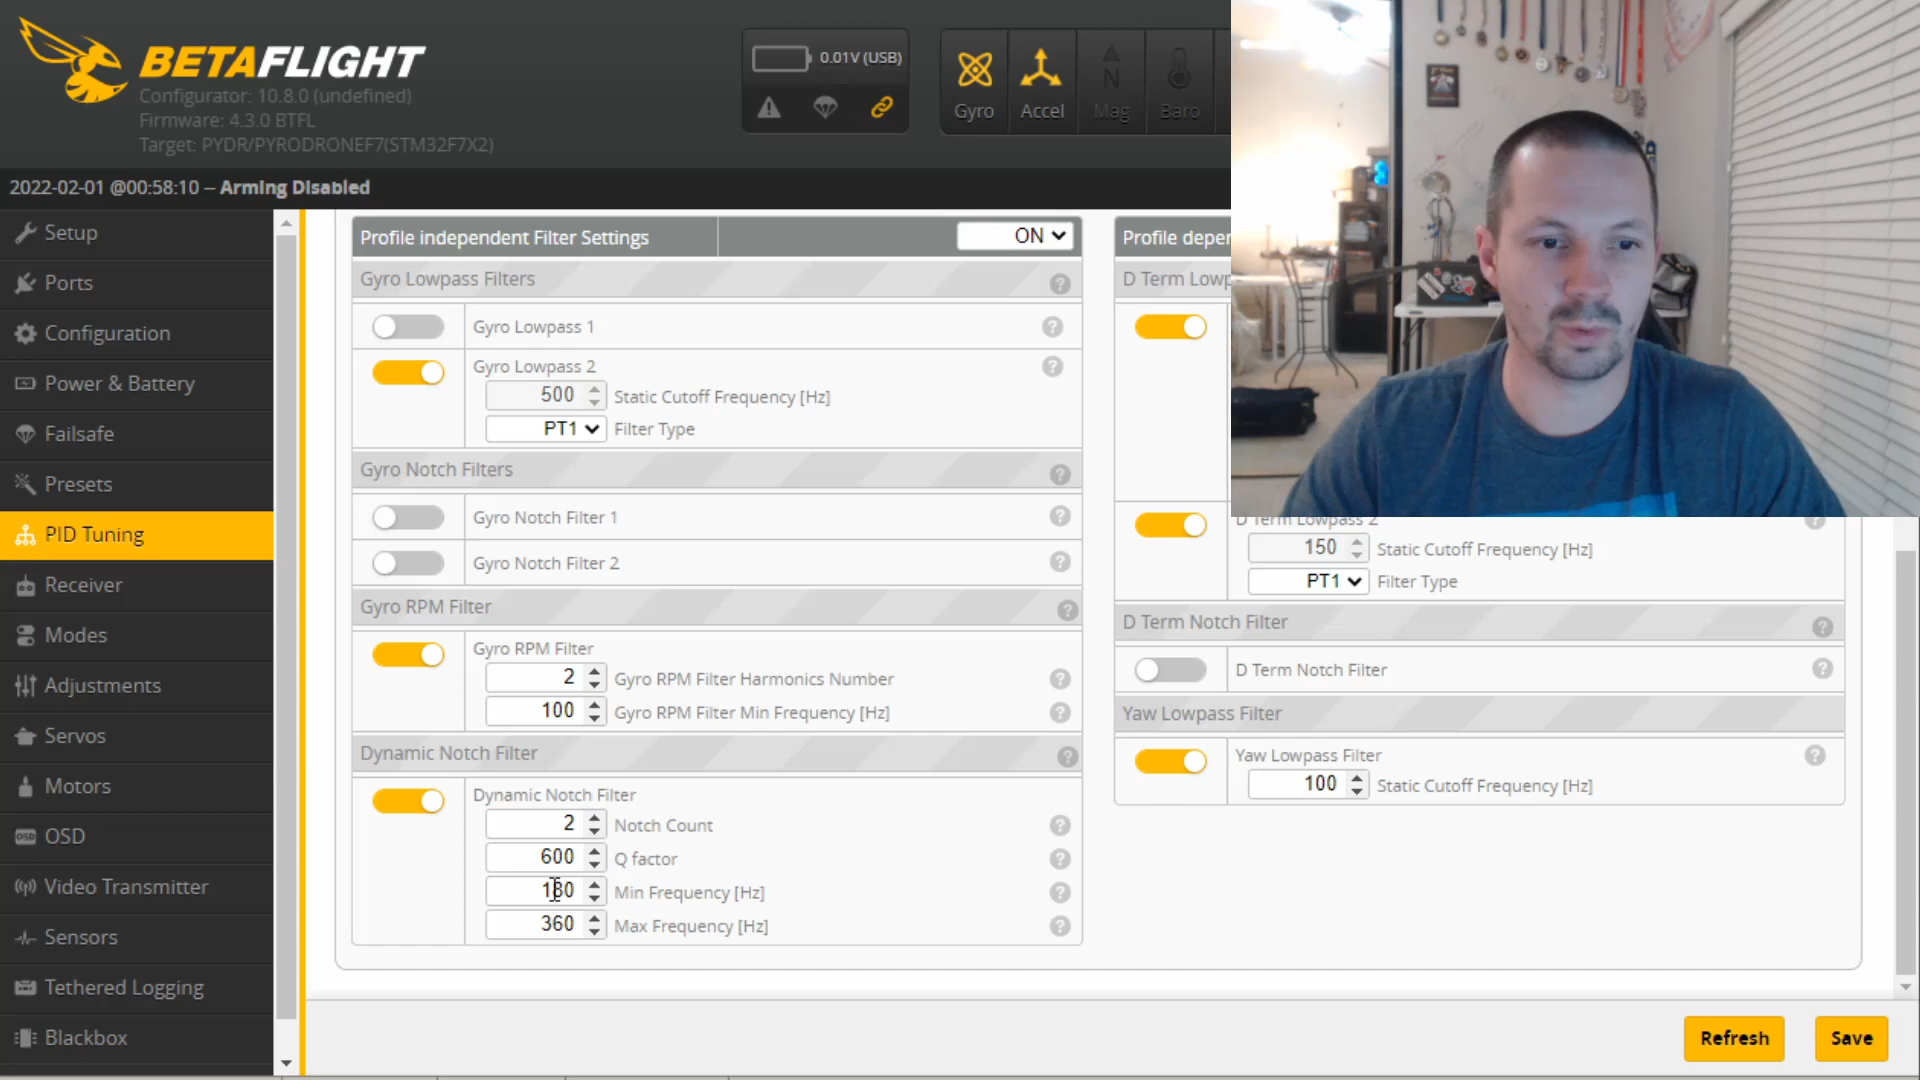 BETAFLIGHT
Configurator: 10.8.0 (undefined)
Firmware: 4.3.0 BTFL
Target: PYDR/PYRODRONEF7(STM32F7X2)
0.01V (USB)
Gyro
Accel
Mag
Baro
2022-02-01 @00:58:10 – Arming Disabled
Setup
Ports
Configuration
Power & Battery
Failsafe
Presets
PID Tuning
Receiver
Modes
Adjustments
Servos
Motors
OSD
OSD
Video Transmitter
Sensors
Tethered Logging
Blackbox
Profile independent Filter Settings
ON
Gyro Lowpass Filters
?
Gyro Lowpass 1
?
Gyro Lowpass 2
?
500 Static Cutoff Frequency [Hz]
PT1 Filter Type
Gyro Notch Filters
?
Gyro Notch Filter 1
?
Gyro Notch Filter 2
?
Gyro RPM Filter
?
Gyro RPM Filter
2 Gyro RPM Filter Harmonics Number
?
100 Gyro RPM Filter Min Frequency [Hz]
?
Dynamic Notch Filter
?
Dynamic Notch Filter
2 Notch Count
?
600 Q factor
?
Min Frequency [Hz]
?
360 Max Frequency [Hz]
?
Profile depe
D Term Lowp
D Term Lowpass 2
?
150 Static Cutoff Frequency [Hz]
PT1 Filter Type
D Term Notch Filter
?
D Term Notch Filter
?
Yaw Lowpass Filter
Yaw Lowpass Filter
?
100 Static Cutoff Frequency [Hz]
Refresh
Save